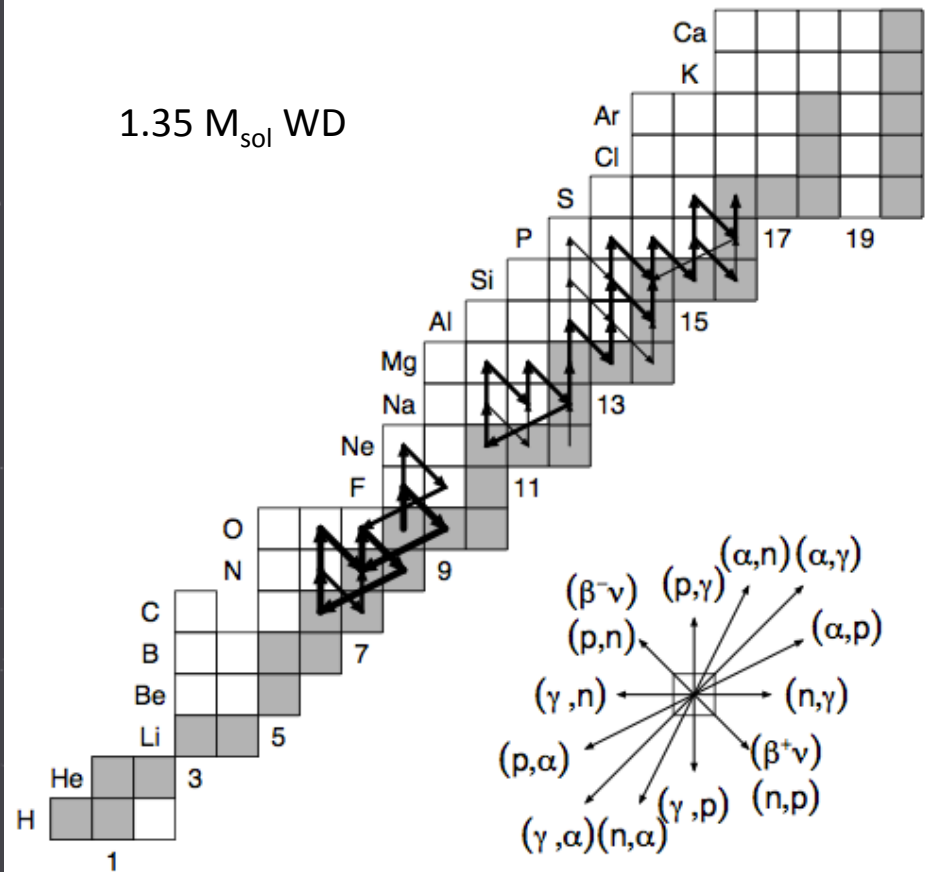 Ca
K
1.35 M_sol WD
Ar
Cl
S
P 17 19
Si
Al 15
Mg
Na 13
Ne
F 11
O
N 9
(α,n) (α,γ)
(β⁻ν) (p,γ)
C
(p,n) (α,p)
B 7
Be (γ,n) (n,γ)
Li 5
(p,α) (β⁺ν)
He 3
(γ,p) (n,p)
H
(γ,α) (n,α)
1